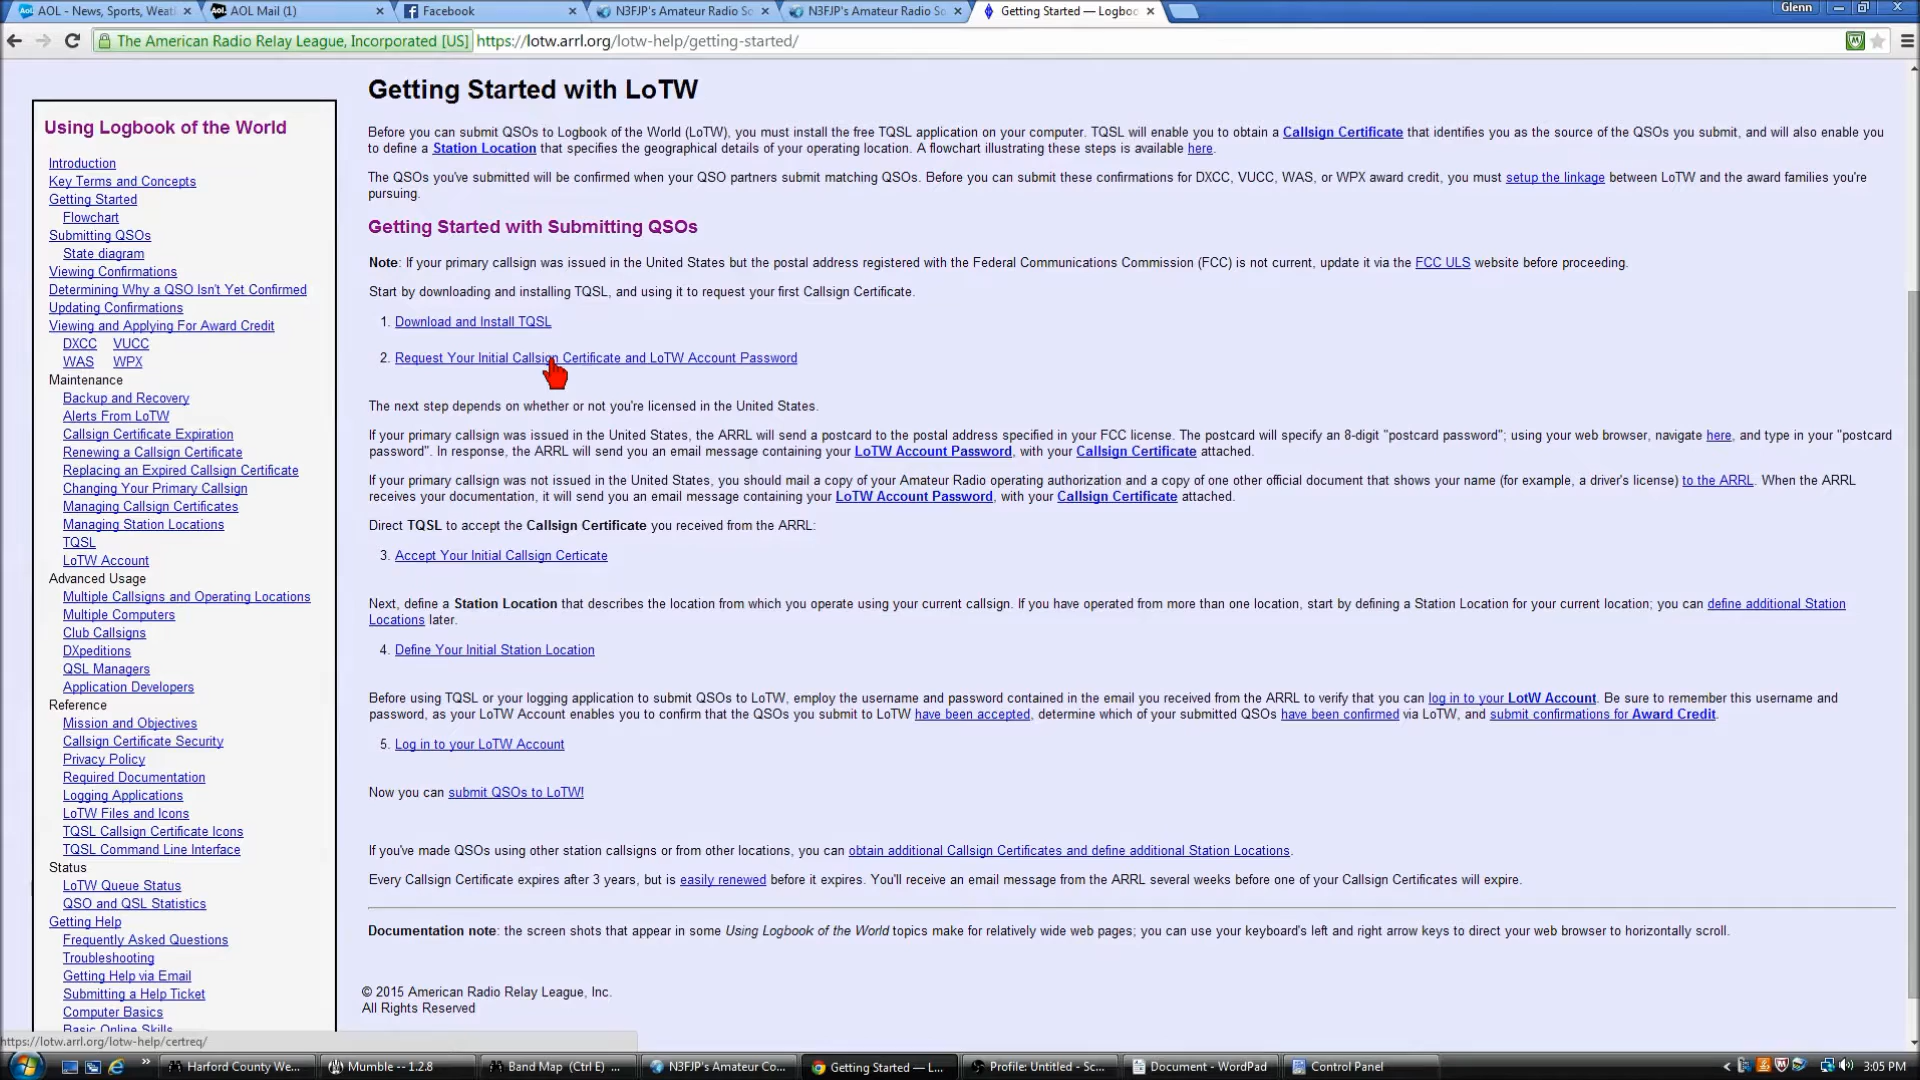 AOL - News, Sports, Weat
AOL Mail (1)
Facebook
N3FJP's Amateur Radio So
N3FJP's Amateur Radio So
Getting Started — Logboo
Glenn
The American Radio Relay League, Incorporated [US]
https://lotw.arrl.org/lotw-help/getting-started/
Using Logbook of the World
Introduction
Key Terms and Concepts
Getting Started
Flowchart
Submitting QSOs
State diagram
Viewing Confirmations
Determining Why a QSO Isn't Yet Confirmed
Updating Confirmations
Viewing and Applying For Award Credit
DXCC VUCC
WAS WPX
Maintenance
Backup and Recovery
Alerts From LoTW
Callsign Certificate Expiration
Renewing a Callsign Certificate
Replacing an Expired Callsign Certificate
Changing Your Primary Callsign
Managing Callsign Certificates
Managing Station Locations
TQSL
LoTW Account
Advanced Usage
Multiple Callsigns and Operating Locations
Multiple Computers
Club Callsigns
DXpeditions
QSL Managers
Application Developers
Reference
Mission and Objectives
Callsign Certificate Security
Privacy Policy
Required Documentation
Logging Applications
LoTW Files and Icons
TQSL Callsign Certificate Icons
TQSL Command Line Interface
Status
LoTW Queue Status
QSO and QSL Statistics
Getting Help
Frequently Asked Questions
Troubleshooting
Getting Help via Email
Submitting a Help Ticket
Computer Basics
Basic Online Skills
Getting Started with LoTW
Before you can submit QSOs to Logbook of the World (LoTW), you must install the free TQSL application on your computer. TQSL will enable you to obtain a Callsign Certificate that identifies you as the source of the QSOs you submit, and will also enable you
to define a Station Location that specifies the geographical details of your operating location. A flowchart illustrating these steps is available here.
The QSOs you've submitted will be confirmed when your QSO partners submit matching QSOs. Before you can submit these confirmations for DXCC, VUCC, WAS, or WPX award credit, you must setup the linkage between LoTW and the award families you're
pursuing.
Getting Started with Submitting QSOs
Note: If your primary callsign was issued in the United States but the postal address registered with the Federal Communications Commission (FCC) is not current, update it via the FCC ULS website before proceeding.
Start by downloading and installing TQSL, and using it to request your first Callsign Certificate.
1. Download and Install TQSL
2. Request Your Initial Callsign Certificate and LoTW Account Password
The next step depends on whether or not you're licensed in the United States.
If your primary callsign was issued in the United States, the ARRL will send a postcard to the postal address specified in your FCC license. The postcard will specify an 8-digit "postcard password"; using your web browser, navigate here, and type in your "postcard
password". In response, the ARRL will send you an email message containing your LoTW Account Password, with your Callsign Certificate attached.
If your primary callsign was not issued in the United States, you should mail a copy of your Amateur Radio operating authorization and a copy of one other official document that shows your name (for example, a driver's license) to the ARRL. When the ARRL
receives your documentation, it will send you an email message containing your LoTW Account Password, with your Callsign Certificate attached.
Direct TQSL to accept the Callsign Certificate you received from the ARRL:
3. Accept Your Initial Callsign Certicate
Next, define a Station Location that describes the location from which you operate using your current callsign. If you have operated from more than one location, start by defining a Station Location for your current location; you can define additional Station
Locations later.
4. Define Your Initial Station Location
Before using TQSL or your logging application to submit QSOs to LoTW, employ the username and password contained in the email you received from the ARRL to verify that you can log in to your LotW Account. Be sure to remember this username and
password, as your LoTW Account enables you to confirm that the QSOs you submit to LoTW have been accepted, determine which of your submitted QSOs have been confirmed via LoTW, and submit confirmations for Award Credit.
5. Log in to your LoTW Account
Now you can submit QSOs to LoTW!
If you've made QSOs using other station callsigns or from other locations, you can obtain additional Callsign Certificates and define additional Station Locations.
Every Callsign Certificate expires after 3 years, but is easily renewed before it expires. You'll receive an email message from the ARRL several weeks before one of your Callsign Certificates will expire.
Documentation note: the screen shots that appear in some Using Logbook of the World topics make for relatively wide web pages; you can use your keyboard's left and right arrow keys to direct your web browser to horizontally scroll.
© 2015 American Radio Relay League, Inc.
All Rights Reserved
https://lotw.arrl.org/lotw-help/certreq/
Harford County We...
Mumble -- 1.2.8
Band Map (Ctrl E) ...
N3FJP's Amateur Co...
Getting Started — L...
Profile: Untitled - Sc...
Document - WordPad
Control Panel
3:05 PM